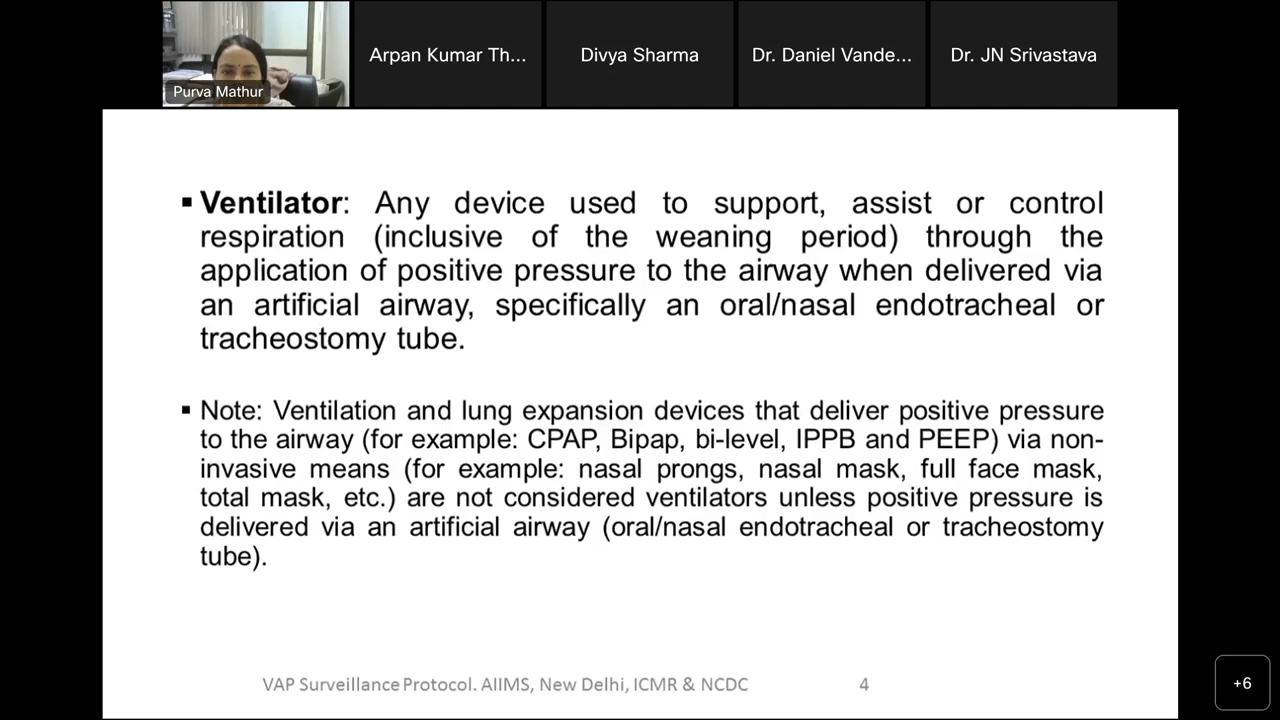 Purva Mathur
Arpan Kumar Th...
Divya Sharma
Dr. Daniel Vande...
Dr. JN Srivastava
▪ Ventilator: Any device used to support, assist or control
respiration (inclusive of the weaning period) through the
application of positive pressure to the airway when delivered via
an artificial airway, specifically an oral/nasal endotracheal or
tracheostomy tube.
▪ Note: Ventilation and lung expansion devices that deliver positive pressure
to the airway (for example: CPAP, Bipap, bi-level, IPPB and PEEP) via non-
invasive means (for example: nasal prongs, nasal mask, full face mask,
total mask, etc.) are not considered ventilators unless positive pressure is
delivered via an artificial airway (oral/nasal endotracheal or tracheostomy
tube).
VAP Surveillance Protocol. AIIMS, New Delhi, ICMR & NCDC 4
+6